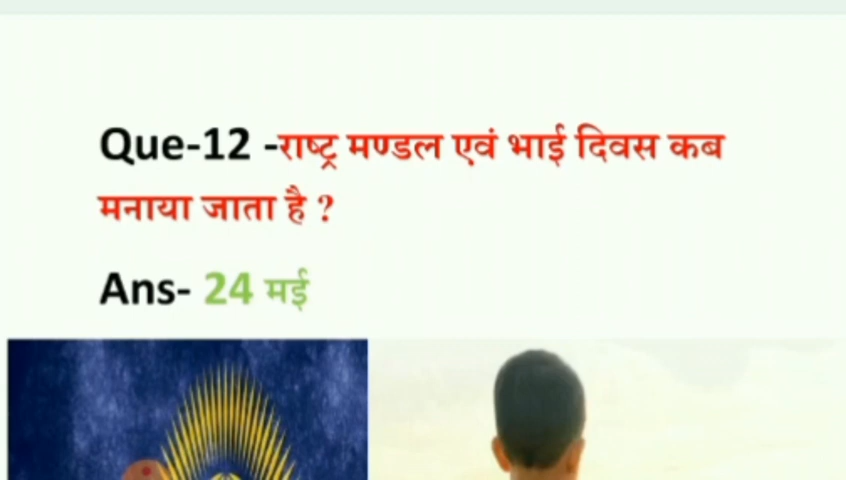 Que-12 -राष्ट्र मण्डल एवं भाई दिवस कब
मनाया जाता है ?
Ans- 24 मई